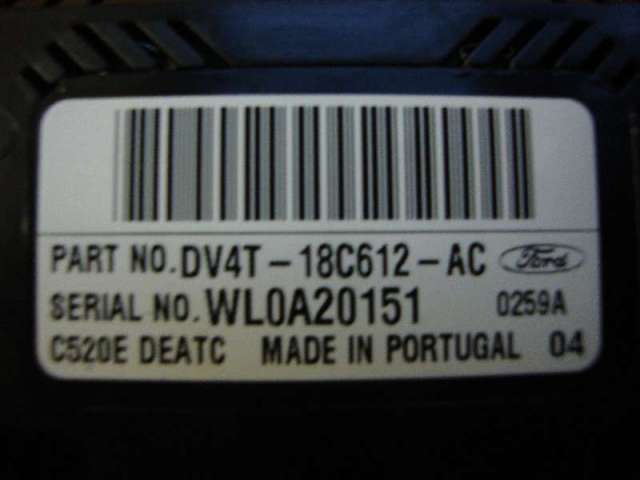 PART NO. DV4T-18C612-AC Ford
SERIAL NO. WL0A20151 0259A
C520E DEATC MADE IN PORTUGAL 04